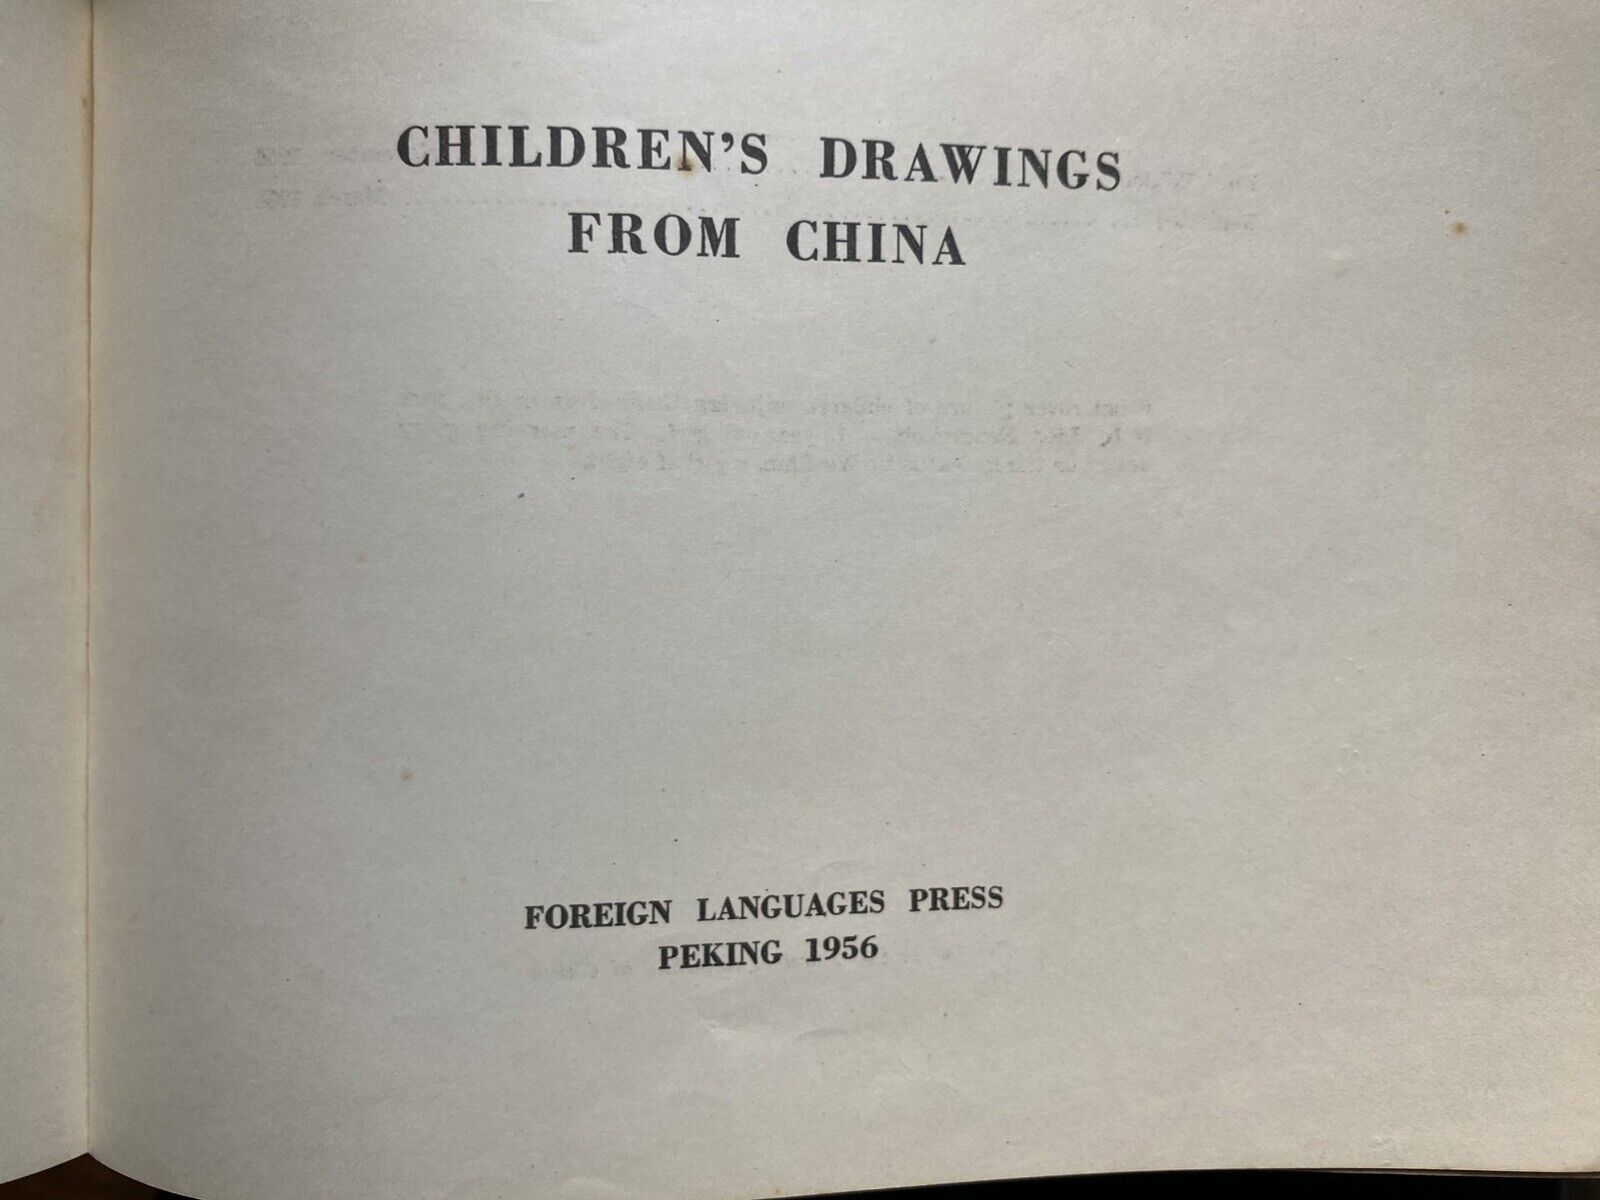 CHILDREN'S DRAWINGS
FROM CHINA
FOREIGN LANGUAGES PRESS
PEKING 1956